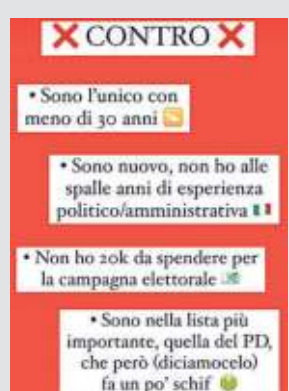 ❌ CONTRO ❌
• Sono l'unico con
meno di 30 anni
• Sono nuovo, non ho alle
spalle anni di esperienza
politico/amministrativa 🇮🇹
• Non ho 20k da spendere per
la campagna elettorale
• Sono nella lista più
importante, quella del PD,
che però (diciamocelo)
fa un po' schif